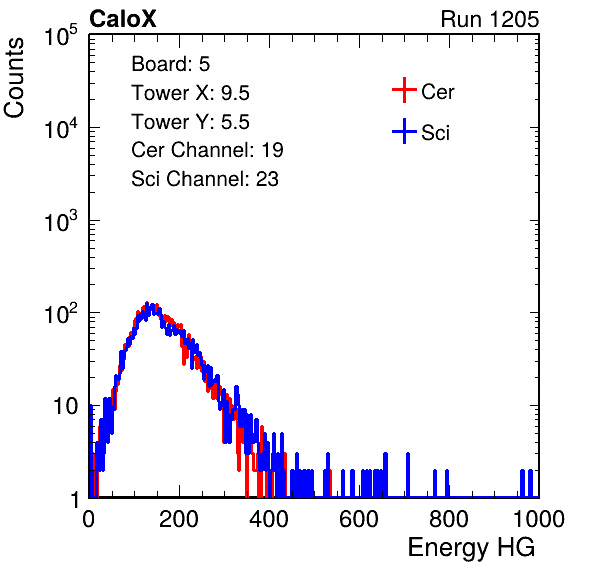 CaloX Run 1205
Counts
10^5
10^4
10^3
10^2
10
1
Board: 5
Tower X: 9.5
Tower Y: 5.5
Cer Channel: 19
Sci Channel: 23
Cer
Sci
0 200 400 600 800 1000
Energy HG